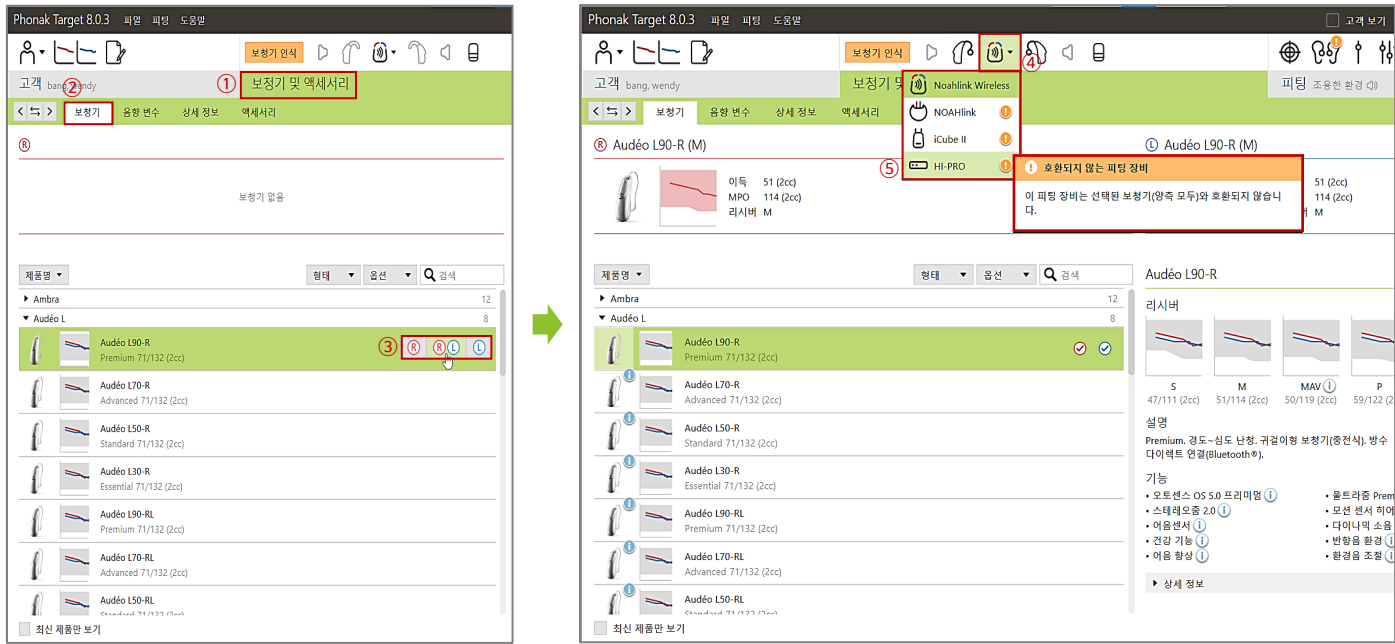 Phonak Target 8.0.3 파일 피팅 도움말
보청기 인식
고객 bang, wendy
① 보청기 및 액세서리
②
보청기 음향 변수 상세 정보 액세서리
R
보청기 없음
제품명 형태 옵션 검색
Ambra 12
Audéo L 8
Audéo L90-R
Premium 71/132 (2cc)
③ R R L L
Audéo L70-R
Advanced 71/132 (2cc)
Audéo L50-R
Standard 71/132 (2cc)
Audéo L30-R
Essential 71/132 (2cc)
Audéo L90-RL
Premium 71/132 (2cc)
Audéo L70-RL
Advanced 71/132 (2cc)
Audéo L50-RL
Standard 71/132 (2cc)
최신 제품만 보기
Phonak Target 8.0.3 파일 피팅 도움말
고객 보기
보청기 인식
④
고객 bang, wendy
보청기 및
피팅 조용한 환경
보청기 음향 변수 상세 정보 액세서리
Noahlink Wireless
NOAHlink
iCube II
⑤ HI-PRO
호환되지 않는 피팅 장비
이 피팅 장비는 선택된 보청기(양측 모두)와 호환되지 않습니
다.
R Audéo L90-R (M)
이득 51 (2cc)
MPO 114 (2cc)
리시버 M
L Audéo L90-R (M)
51 (2cc)
114 (2cc)
M
제품명 형태 옵션 검색
Ambra 12
Audéo L 8
Audéo L90-R
Premium 71/132 (2cc)
Audéo L70-R
Advanced 71/132 (2cc)
Audéo L50-R
Standard 71/132 (2cc)
Audéo L30-R
Essential 71/132 (2cc)
Audéo L90-RL
Premium 71/132 (2cc)
Audéo L70-RL
Advanced 71/132 (2cc)
Audéo L50-RL
Standard 71/132 (2cc)
최신 제품만 보기
Audéo L90-R
리시버
S M MAV P
47/111 (2cc) 51/114 (2cc) 50/119 (2cc) 59/122 (2
설명
Premium. 경도~심도 난청. 귀걸이형 보청기(충전식). 방수
다이렉트 연결(Bluetooth®).
기능
• 오토센스 OS 5.0 프리미엄 • 울트라줌 Prem
• 스테레오줌 2.0 • 모션 센서 히어
• 어음센서 • 다이나믹 소음
• 건강 기능 • 반향음 환경
• 어음 향상 • 환경음 조절
상세 정보